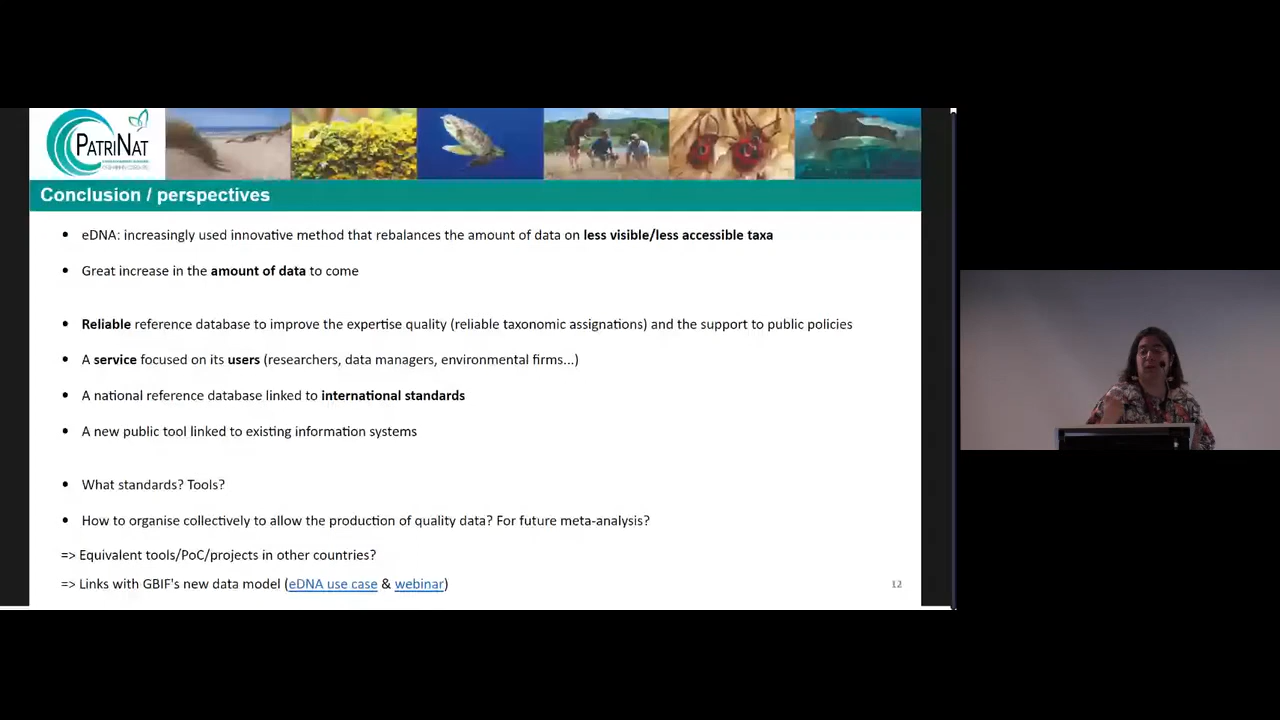 PATRINAT
Conclusion / perspectives
• eDNA: increasingly used innovative method that rebalances the amount of data on less visible/less accessible taxa
• Great increase in the amount of data to come
• Reliable reference database to improve the expertise quality (reliable taxonomic assignations) and the support to public policies
• A service focused on its users (researchers, data managers, environmental firms...)
• A national reference database linked to international standards
• A new public tool linked to existing information systems
• What standards? Tools?
• How to organise collectively to allow the production of quality data? For future meta-analysis?
=> Equivalent tools/PoC/projects in other countries?
=> Links with GBIF's new data model (eDNA use case & webinar)
12